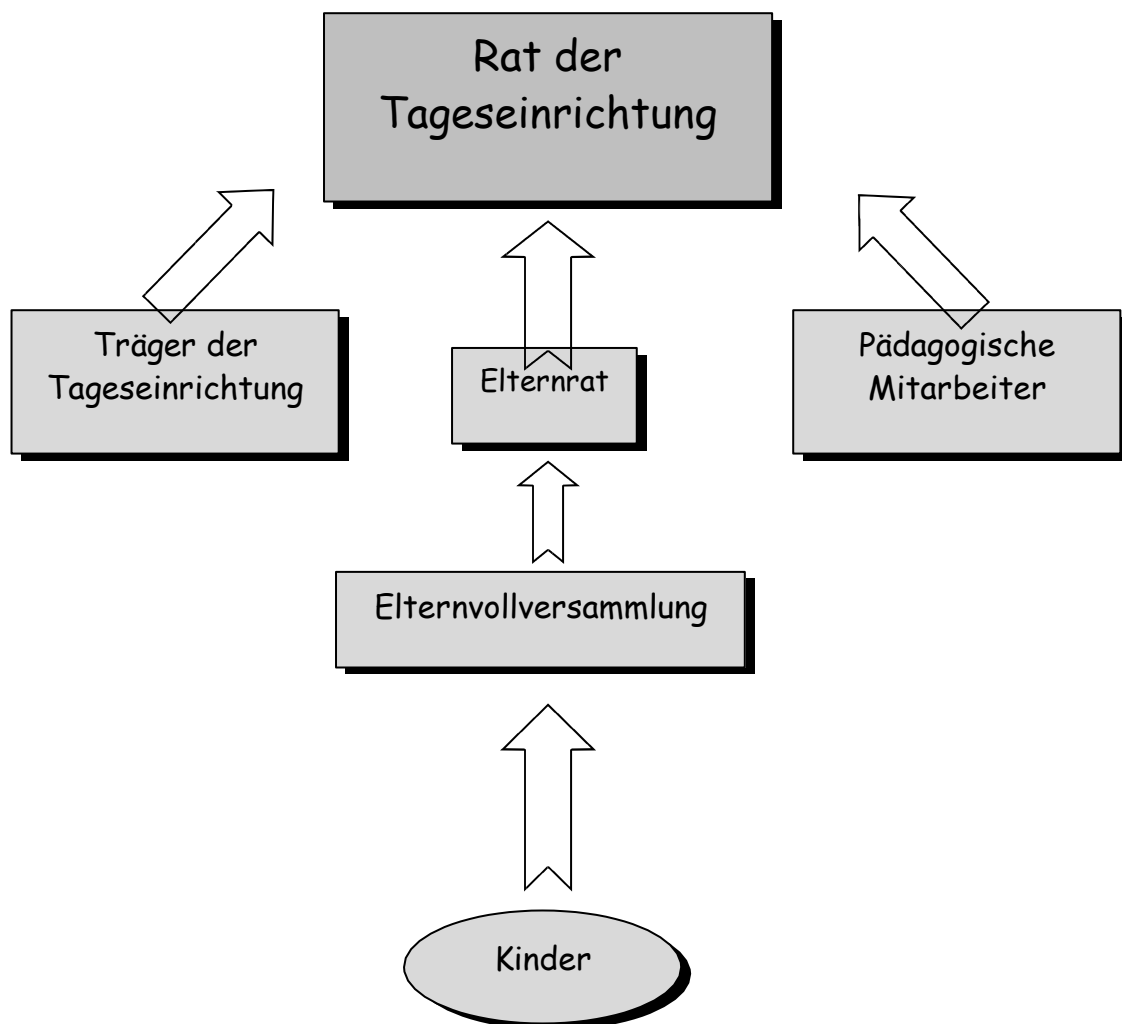 Rat der
Tageseinrichtung
Träger der
Tageseinrichtung
Elternrat
Pädagogische
Mitarbeiter
Elternvollversammlung
Kinder